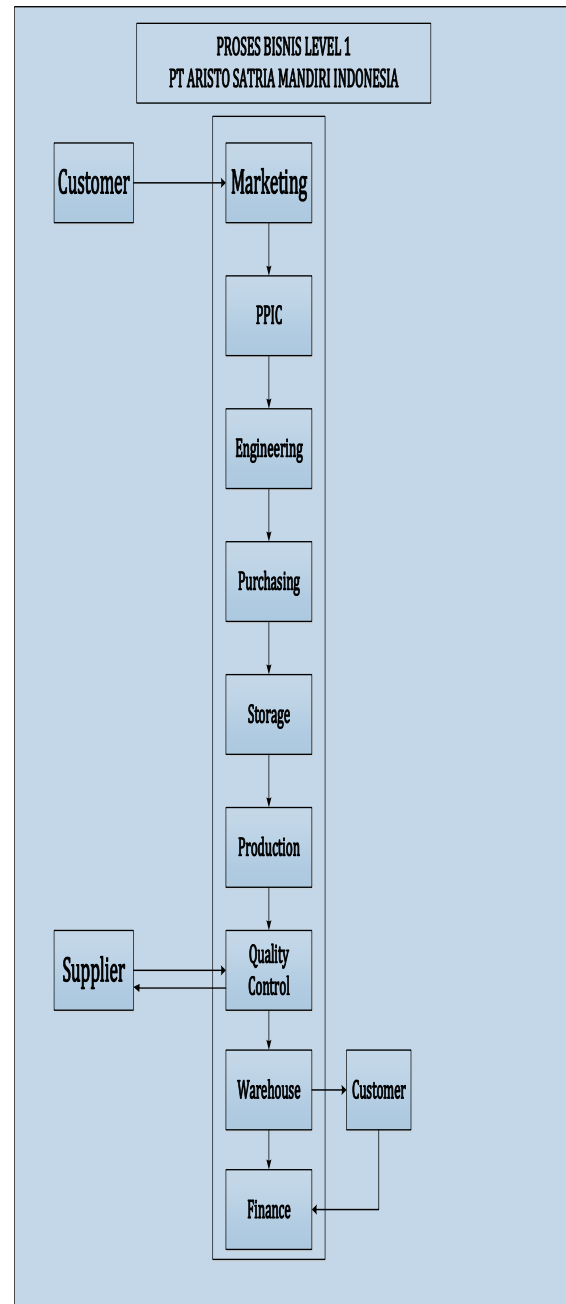 PROSES BISNIS LEVEL 1
PT ARISTO SATRIA MANDIRI INDONESIA
Customer
Marketing
PPIC
Engineering
Purchasing
Storage
Production
Supplier
Quality
Control
Warehouse
Customer
Finance